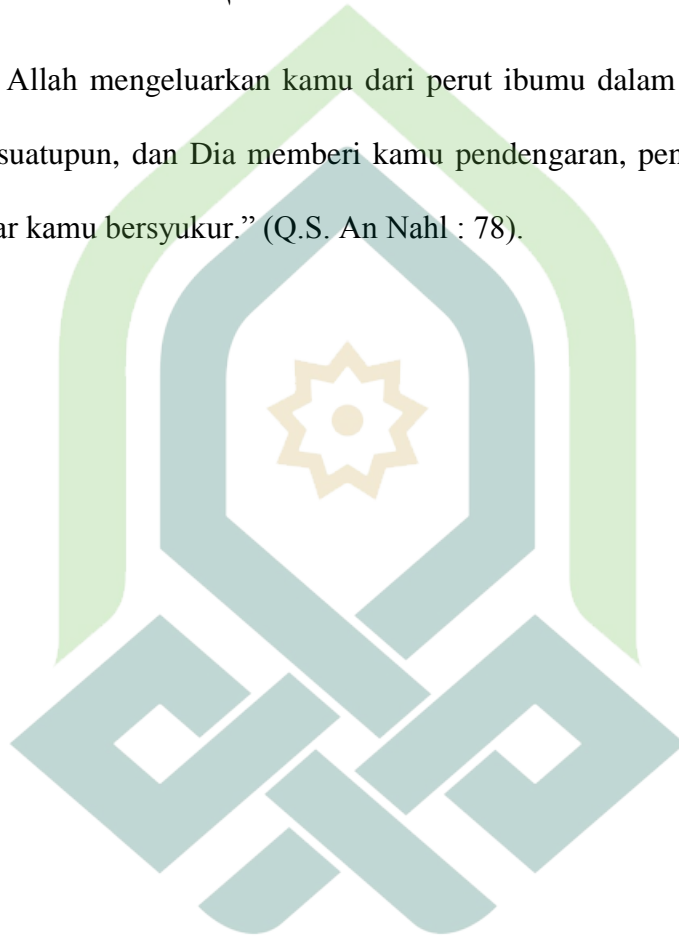 Allah mengeluarkan kamu dari perut ibumu dalam
suatupun, dan Dia memberi kamu pendengaran, pen
ar kamu bersyukur.” (Q.S. An Nahl : 78).